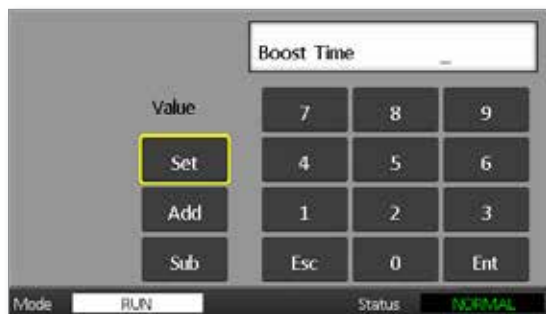 Boost Time _
Value 7 8 9
Set 4 5 6
Add 1 2 3
Sub Esc 0 Ent
Mode RUN Status NORMAL